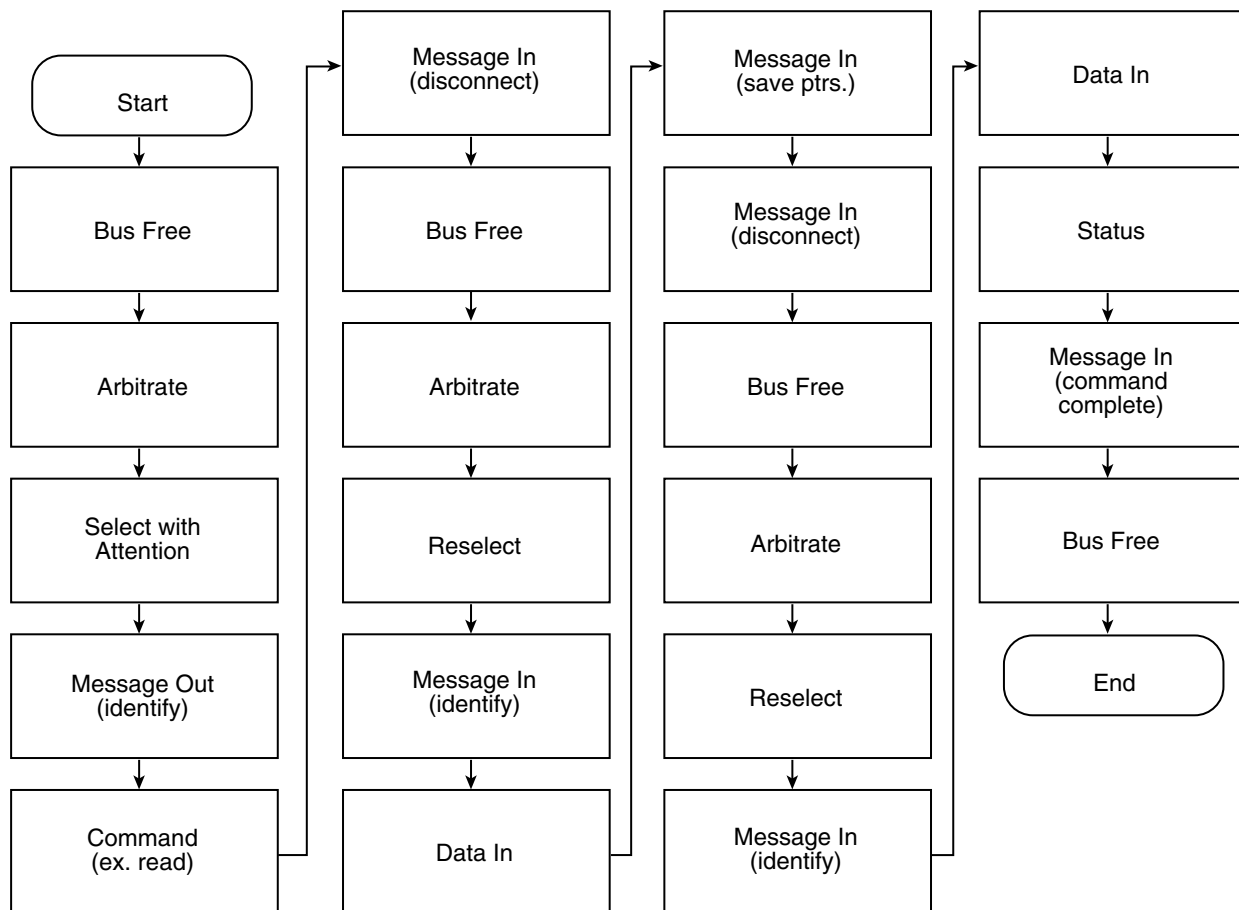 Start
Bus Free
Arbitrate
Select with
Attention
Message Out
(identify)
Command
(ex. read)
Message In
(disconnect)
Bus Free
Arbitrate
Reselect
Message In
(identify)
Data In
Message In
(save ptrs.)
Message In
(disconnect)
Bus Free
Arbitrate
Reselect
Message In
(identify)
Data In
Status
Message In
(command
complete)
Bus Free
End